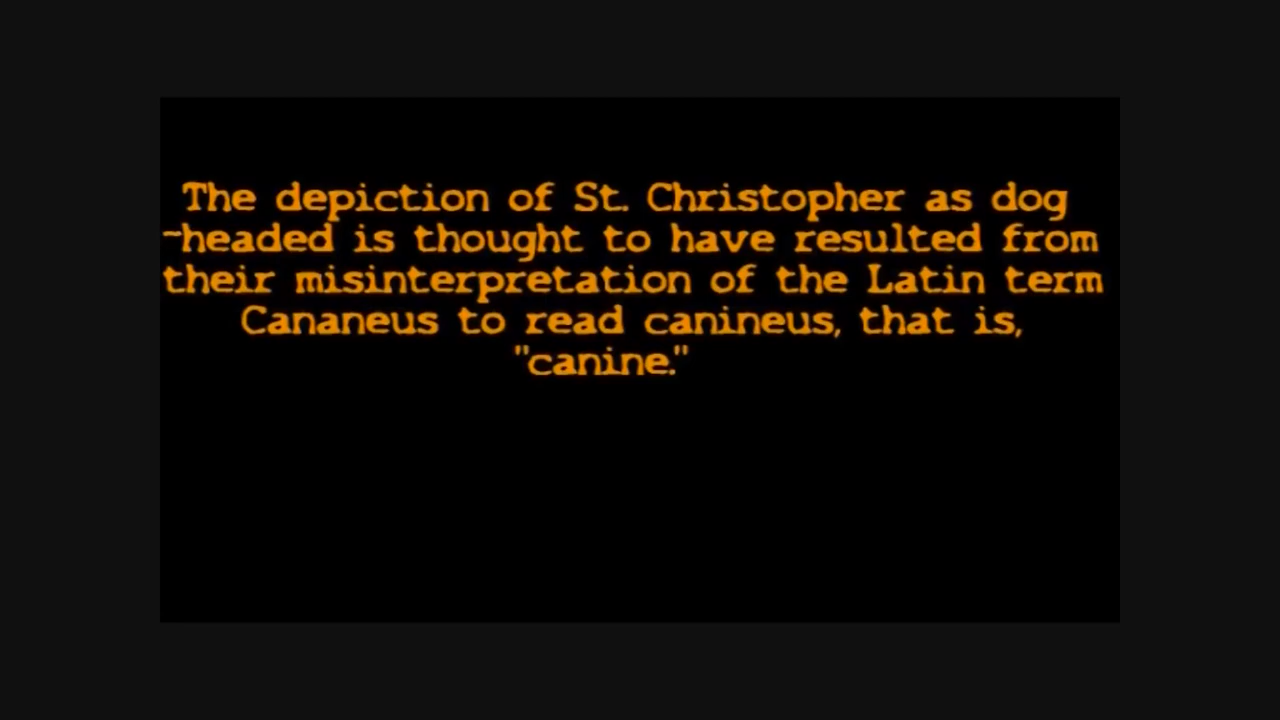 The depiction of St. Christopher as dog
-headed is thought to have resulted from
their misinterpretation of the Latin term
Cananeus to read canineus, that is,
"canine."